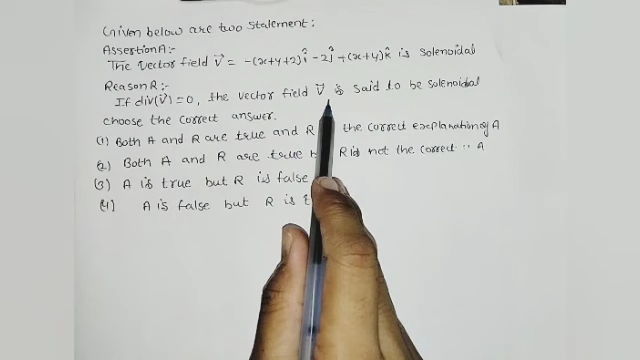 Given below are two statement:
Assertion A:-
The vector field V⃗ = -(x+y+2)î -2ĵ +(x+y)k̂ is solenoidal
Reason R:-
If div(V⃗)=0, the vector field V⃗ is said to be solenoidal
choose the correct answer.
(1) Both A and R are true and R the correct explanation of A
(2) Both A and R are true R is not the correct '' A
(3) A is true but R is false
(4) A is false but R is